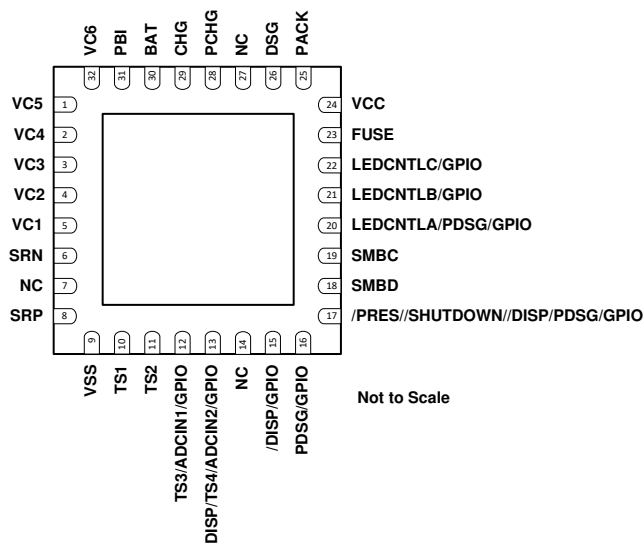 VC6
PBI
BAT
CHG
PCHG
NC
DSG
PACK
32
31
30
29
28
27
26
25
VC5 1
VC4 2
VC3 3
VC2 4
VC1 5
SRN 6
NC 7
SRP 8
24 VCC
23 FUSE
22 LEDCNTLC/GPIO
21 LEDCNTLB/GPIO
20 LEDCNTLA/PDSG/GPIO
19 SMBC
18 SMBD
17 /PRES//SHUTDOWN//DISP/PDSG/GPIO
9
10
11
12
13
14
15
16
VSS
TS1
TS2
TS3/ADCIN1/GPIO
DISP/TS4/ADCIN2/GPIO
NC
/DISP/GPIO
PDSG/GPIO
Not to Scale